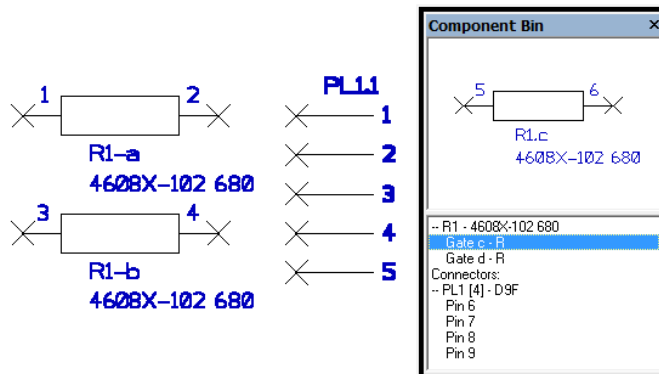 1 2
R1-a
4608X-102 680
3 4
R1-b
4608X-102 680
PL1.1
1
2
3
4
5
Component Bin ×
5 6
R1.c
4608X-102 680
-- R1 - 4608X-102 680
Gate c - R
Gate d - R
Connectors:
-- PL1 [4] - D9F
Pin 6
Pin 7
Pin 8
Pin 9